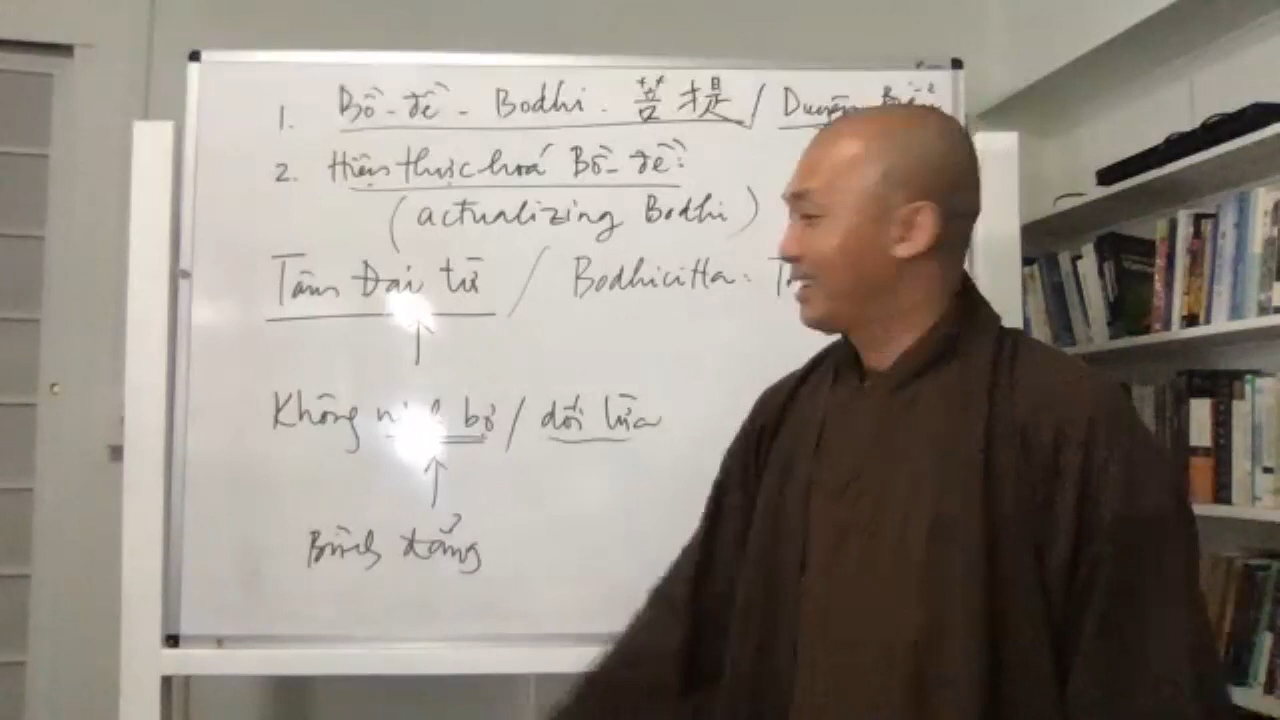 1. Bồ-đề - Bodhi. 菩提 / Duyên
2. Hiện thực hoá Bồ-đề:
(actualizing Bodhi)
Tâm Đại từ / Bodhicitta:
↑
Không bỏ / dối lừa
↑
Bình đẳng